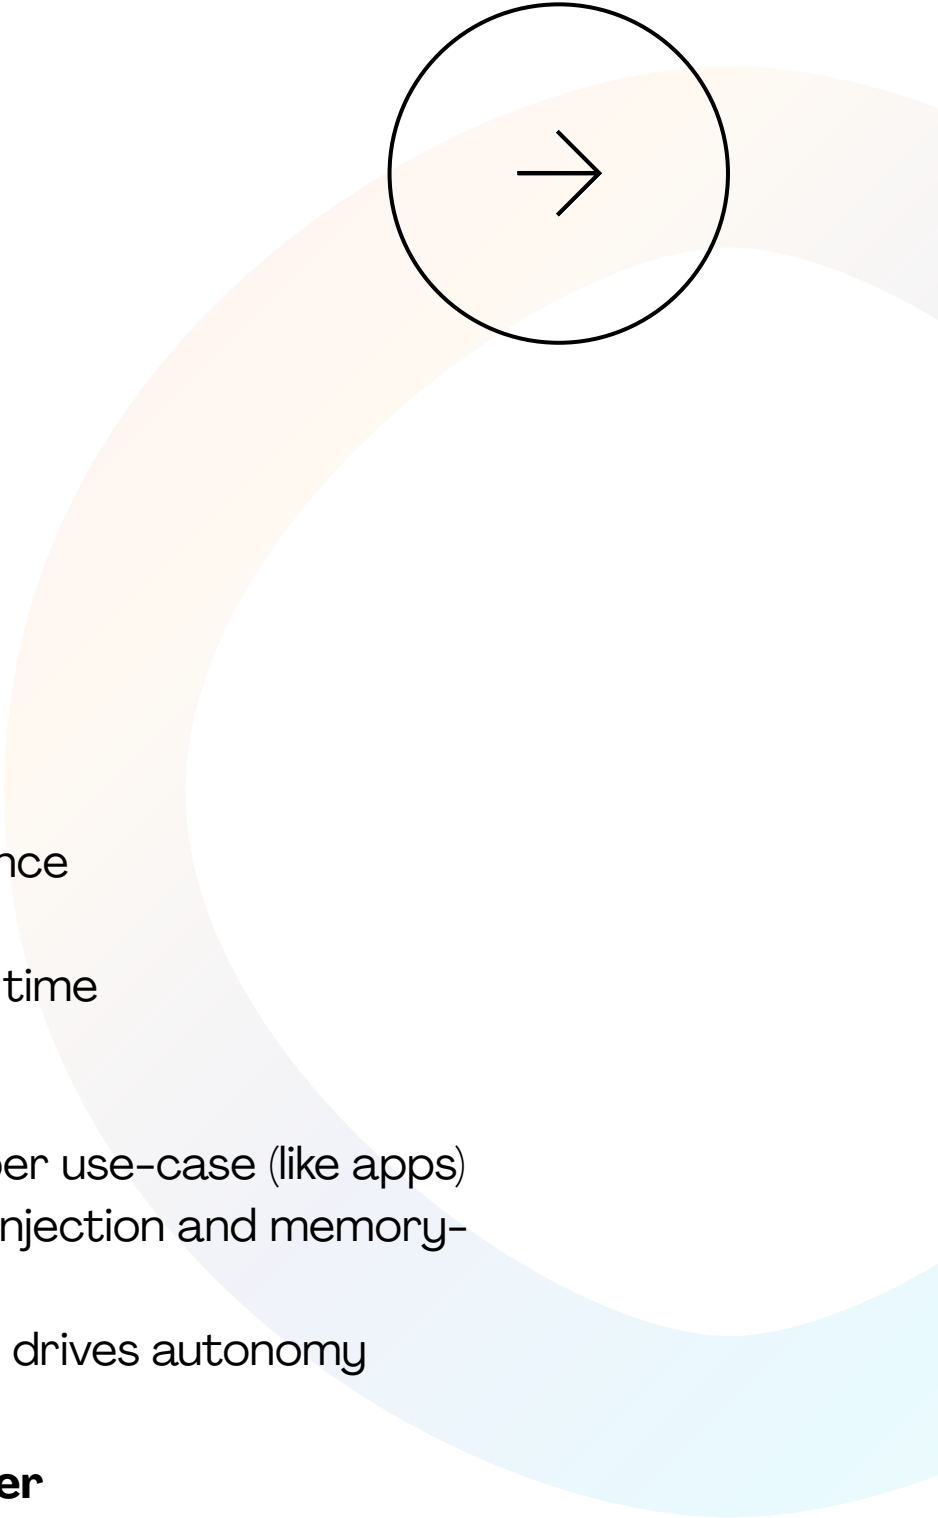 nce
time
per use-case (like apps)
njection and memory-
drives autonomy
er